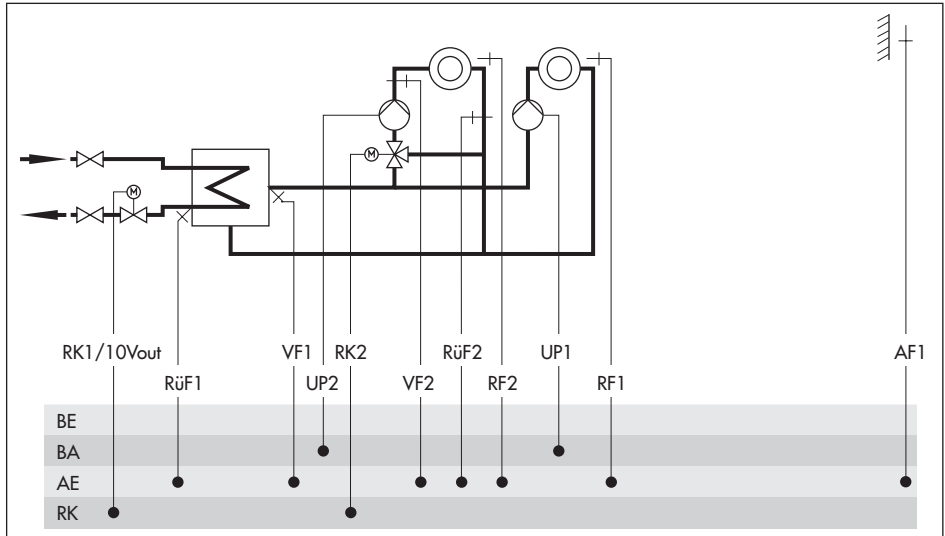 M
M
RK1/10Vout
VF1
RK2
RüF2
UP1
AF1
RüF1
UP2
VF2
RF2
RF1
BE
BA
AE
RK